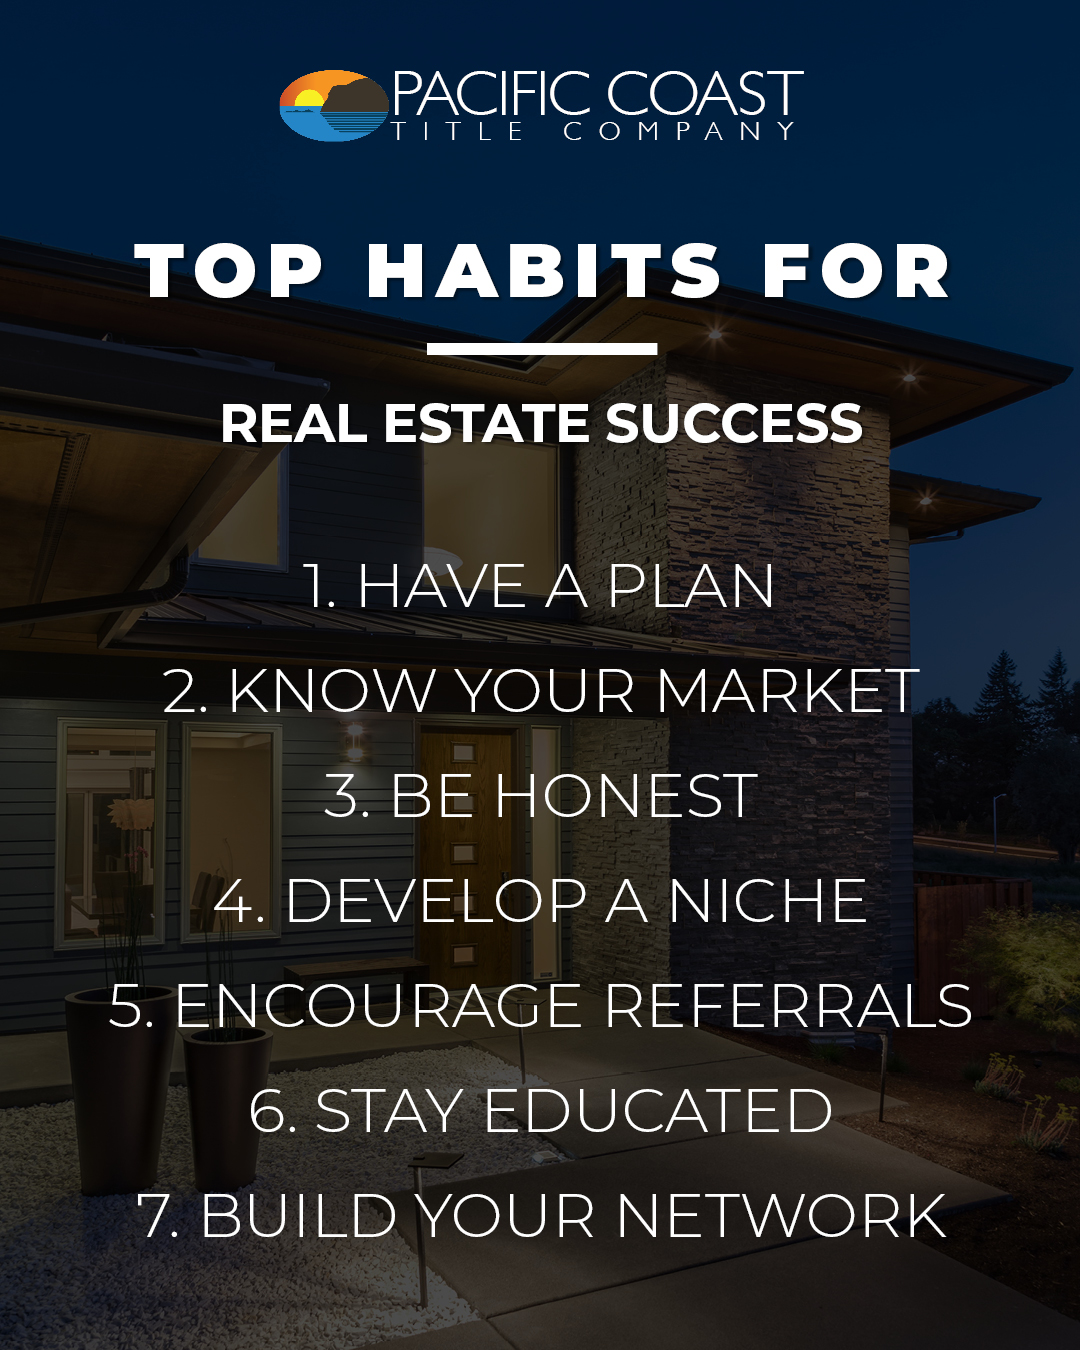 PACIFIC COAST
TITLE COMPANY
TOP HABITS FOR
REAL ESTATE SUCCESS
1. HAVE A PLAN
2. KNOW YOUR MARKET
3. BE HONEST
4. DEVELOP A NICHE
5. ENCOURAGE REFERRALS
6. STAY EDUCATED
7. BUILD YOUR NETWORK